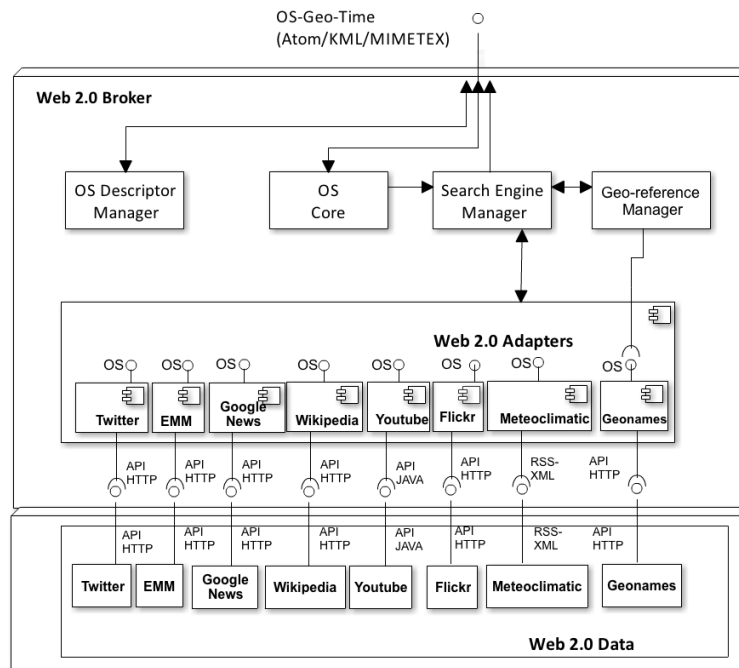 OS-Geo-Time
(Atom/KML/MIMETEX)
Web 2.0 Broker
OS Descriptor
Manager
OS
Core
Search Engine
Manager
Geo-reference
Manager
Web 2.0 Adapters
OS
OS
OS
OS
OS
OS
OS
OS
Twitter
EMM
Google
News
Wikipedia
Youtube
Flickr
Meteoclimatic
Geonames
API
HTTP
API
HTTP
API
HTTP
API
HTTP
API
JAVA
API
HTTP
RSS-
XML
API
HTTP
API
HTTP
API
HTTP
API
HTTP
API
HTTP
API
JAVA
API
HTTP
RSS-
XML
API
HTTP
Twitter
EMM
Google
News
Wikipedia
Youtube
Flickr
Meteoclimatic
Geonames
Web 2.0 Data